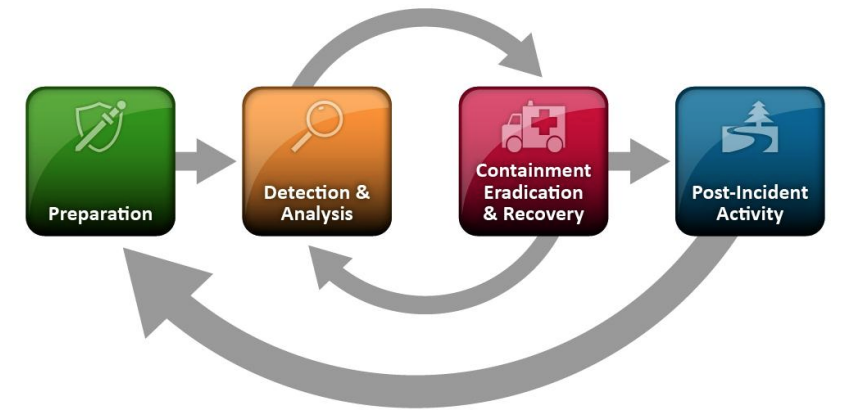 Preparation
Detection &
Analysis
Containment
Eradication
& Recovery
Post-Incident
Activity